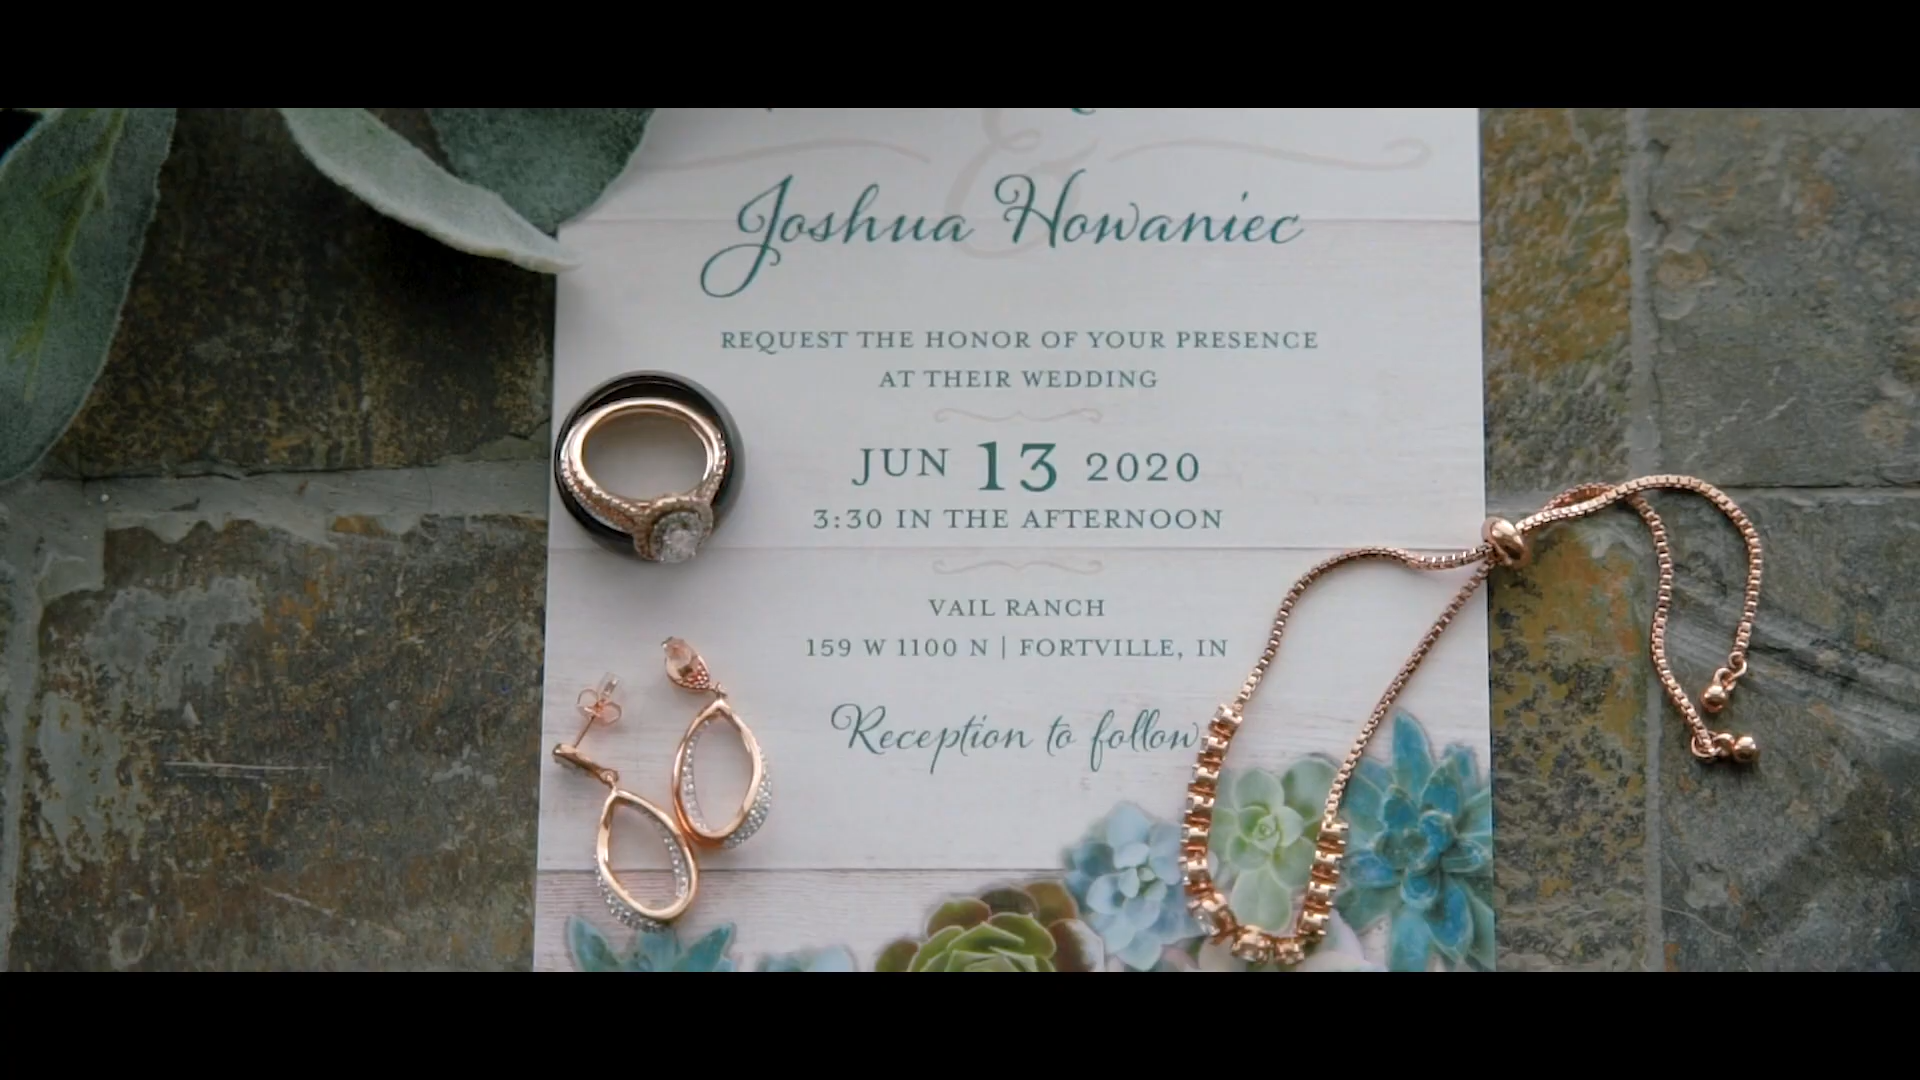 &
Joshua Howaniec
REQUEST THE HONOR OF YOUR PRESENCE
AT THEIR WEDDING
JUN 13 2020
3:30 IN THE AFTERNOON
VAIL RANCH
159 W 1100 N | FORTVILLE, IN
Reception to follow